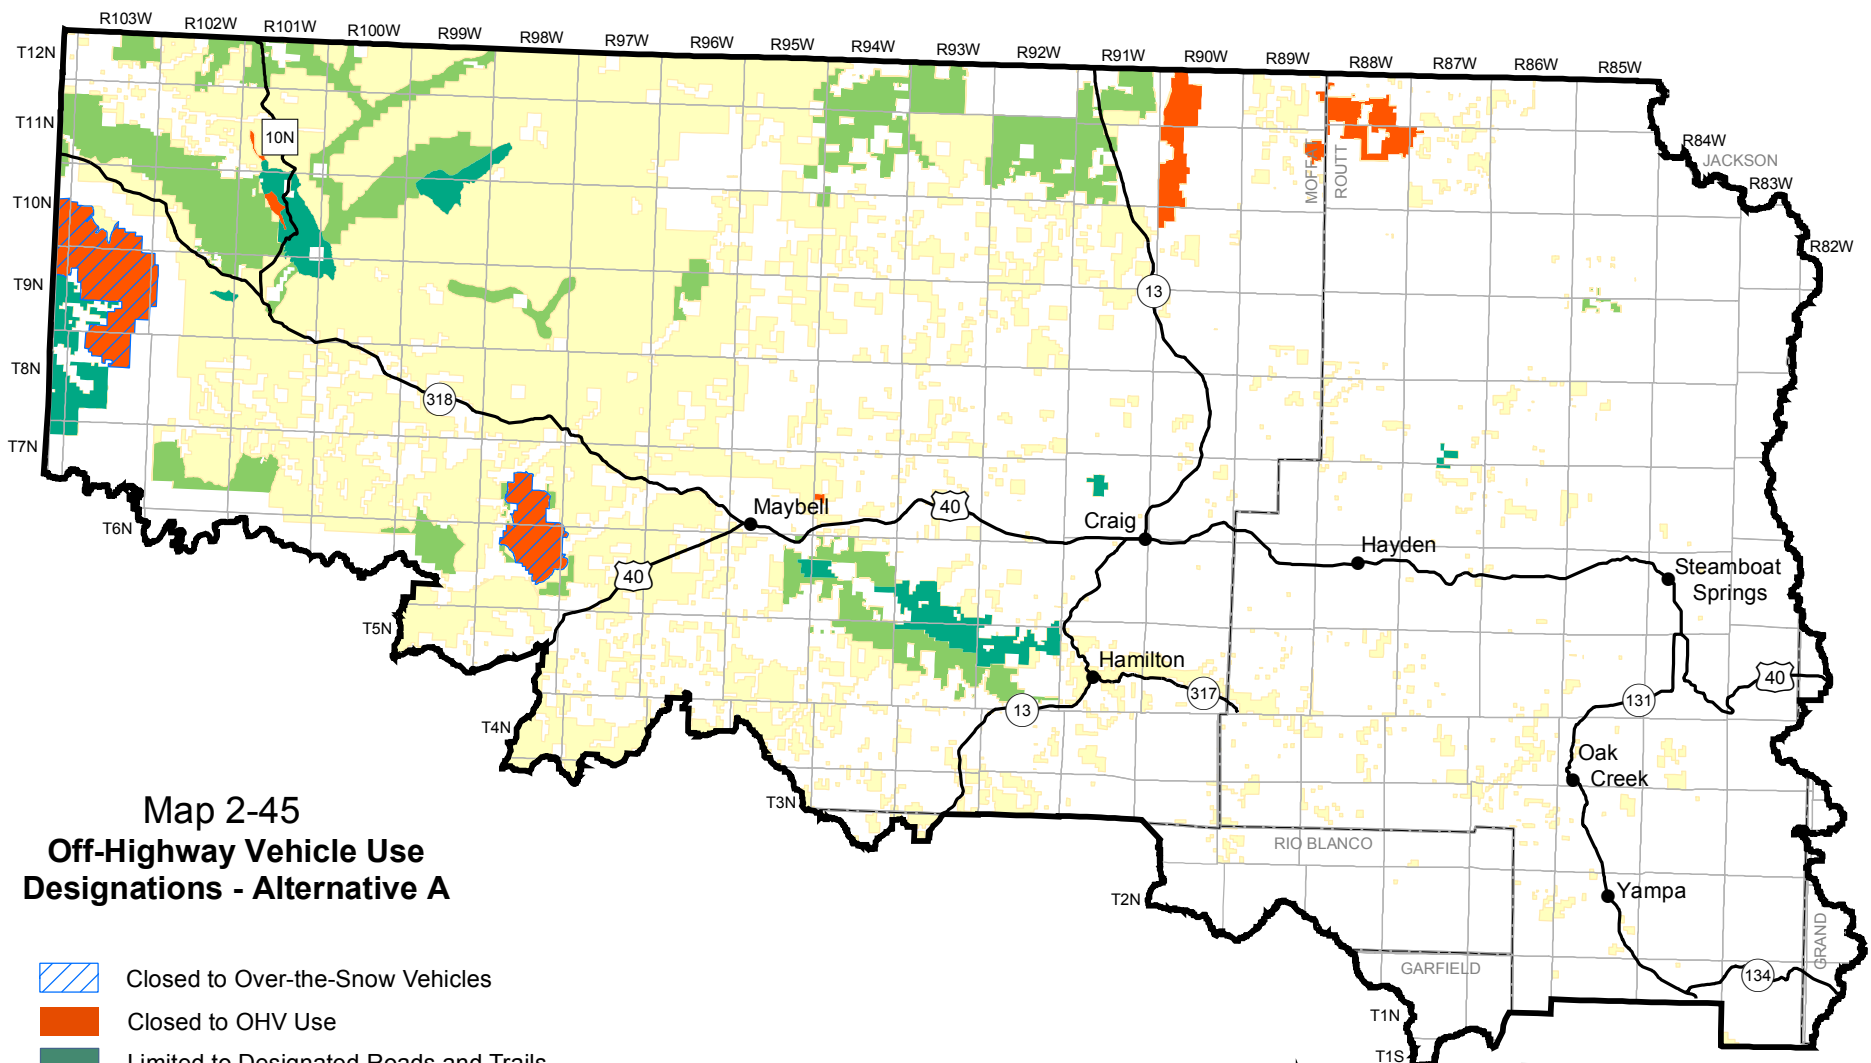 R103W R102W R101W R100W R99W R98W R97W R96W R95W R94W R93W R92W R91W R90W R89W R88W R87W R86W R85W
T12N
T11N
10N
R84W
JACKSON
MOFFAT
ROUTT
R83W
T10N
R82W
T9N
13
T8N
318
T7N
Maybell
40
Craig
T6N
Hayden
40
Steamboat
Springs
T5N
Hamilton
40
317
131
13
T4N
Oak
Creek
T3N
Map 2-45
Off-Highway Vehicle Use
Designations - Alternative A
RIO BLANCO
Yampa
T2N
GRAND
GARFIELD
134
Closed to Over-the-Snow Vehicles
T1N
Closed to OHV Use
T1S
Limited to Designated Roads and Trails